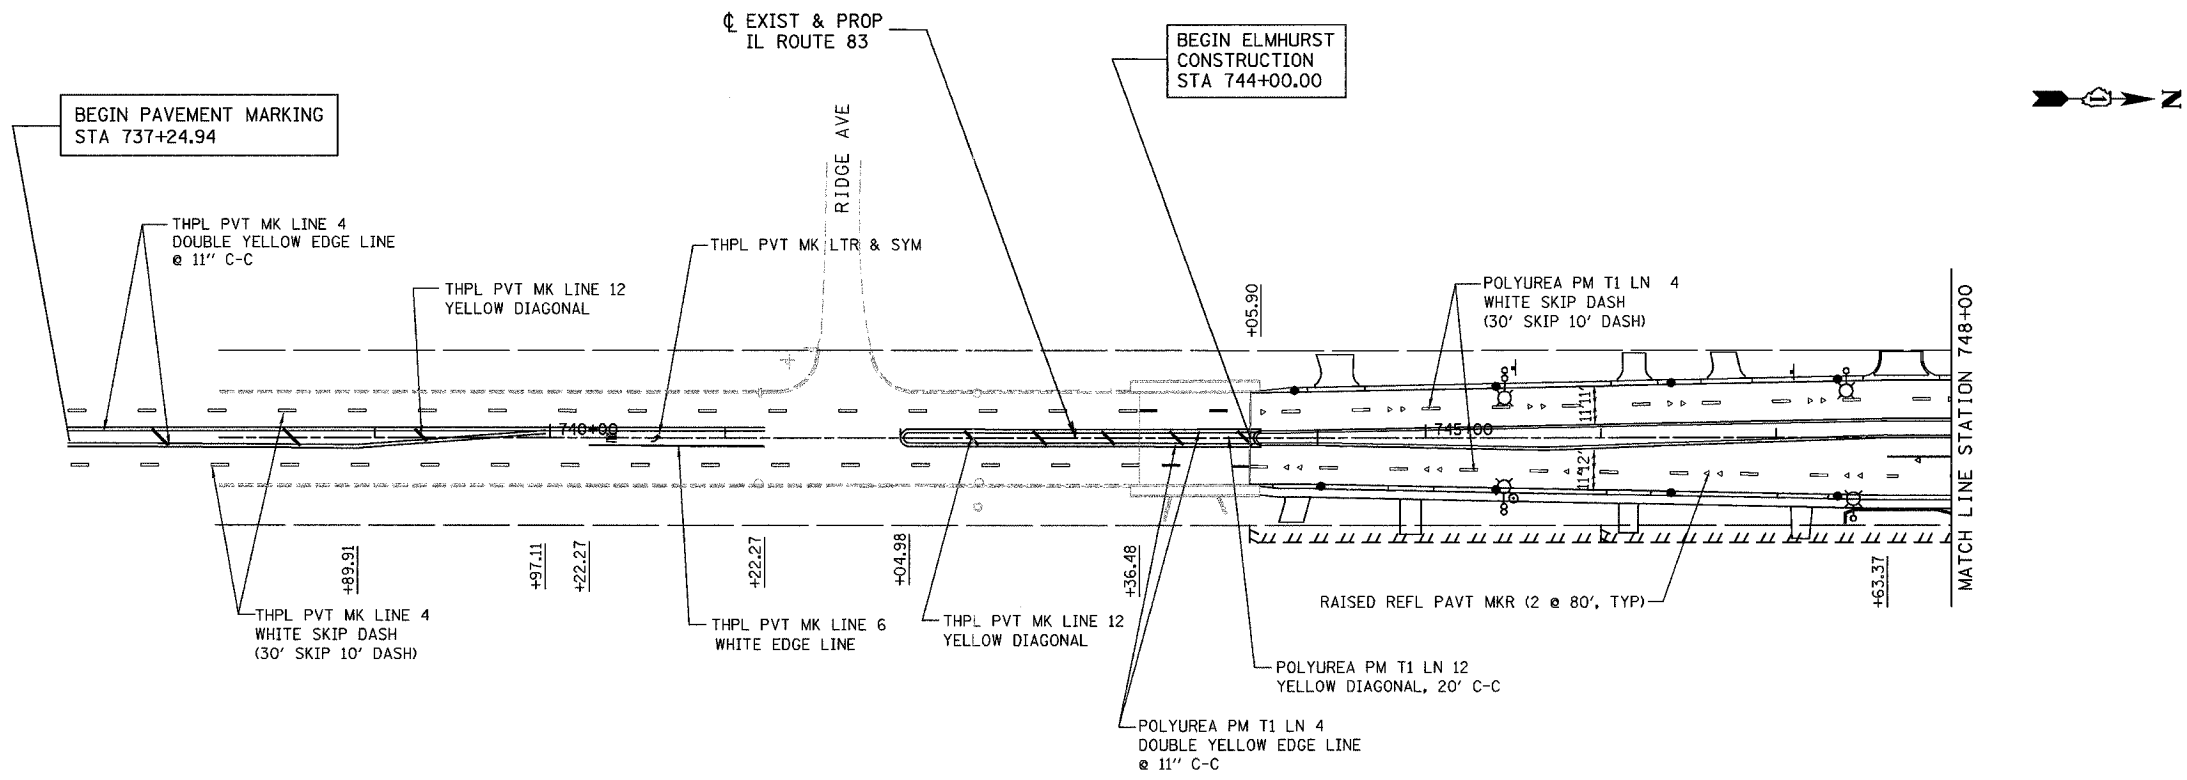 ℄ EXIST & PROP
IL ROUTE 83
BEGIN ELMHURST
CONSTRUCTION
STA 744+00.00
N
BEGIN PAVEMENT MARKING
STA 737+24.94
RIDGE AVE
THPL PVT MK LINE 4
DOUBLE YELLOW EDGE LINE
@ 11" C-C
THPL PVT MK LTR & SYM
THPL PVT MK LINE 12
YELLOW DIAGONAL
+05.90
POLYUREA PM T1 LN 4
WHITE SKIP DASH
(30' SKIP 10' DASH)
MATCH LINE STATION 748+00
740+00
745+00
11'
11'
11'
12'
+89.91
+97.11
+22.27
+22.27
+04.98
+36.48
+63.37
RAISED REFL PAVT MKR (2 @ 80', TYP)
THPL PVT MK LINE 4
WHITE SKIP DASH
(30' SKIP 10' DASH)
THPL PVT MK LINE 6
WHITE EDGE LINE
THPL PVT MK LINE 12
YELLOW DIAGONAL
POLYUREA PM T1 LN 12
YELLOW DIAGONAL, 20' C-C
POLYUREA PM T1 LN 4
DOUBLE YELLOW EDGE LINE
@ 11" C-C